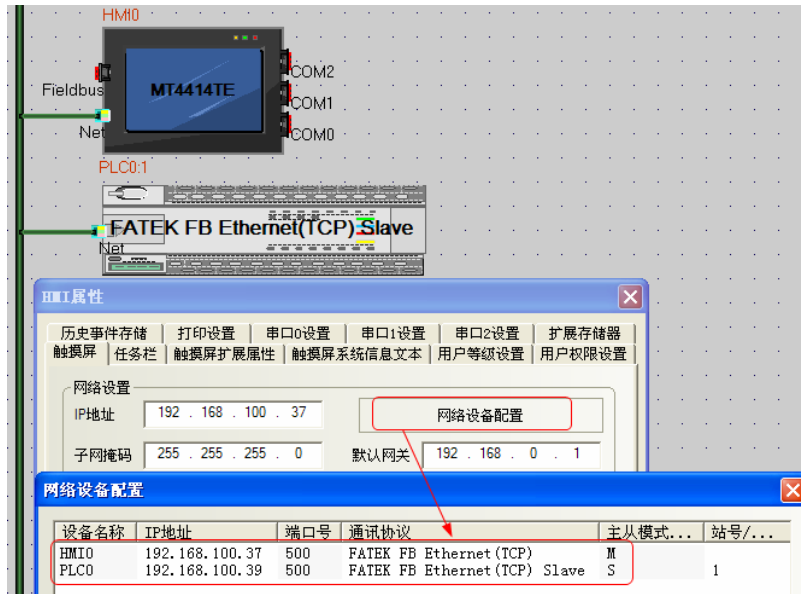 HMI0
MT4414TE
Fieldbus
Net
COM2
COM1
COM0
PLC0:1
FATEK FB Ethernet(TCP) Slave
Net
HMI属性
历史事件存储 打印设置 串口0设置 串口1设置 串口2设置 扩展存储器
触摸屏 任务栏 触摸屏扩展属性 触摸屏系统信息文本 用户等级设置 用户权限设置
网络设置
IP地址 192 . 168 . 100 . 37 网络设备配置
子网掩码 255 . 255 . 255 . 0 默认网关 192 . 168 . 0 . 1
网络设备配置
设备名称 IP地址 端口号 通讯协议 主从模式... 站号/...
HMI0 192.168.100.37 500 FATEK FB Ethernet(TCP) M
PLC0 192.168.100.39 500 FATEK FB Ethernet(TCP) Slave S 1